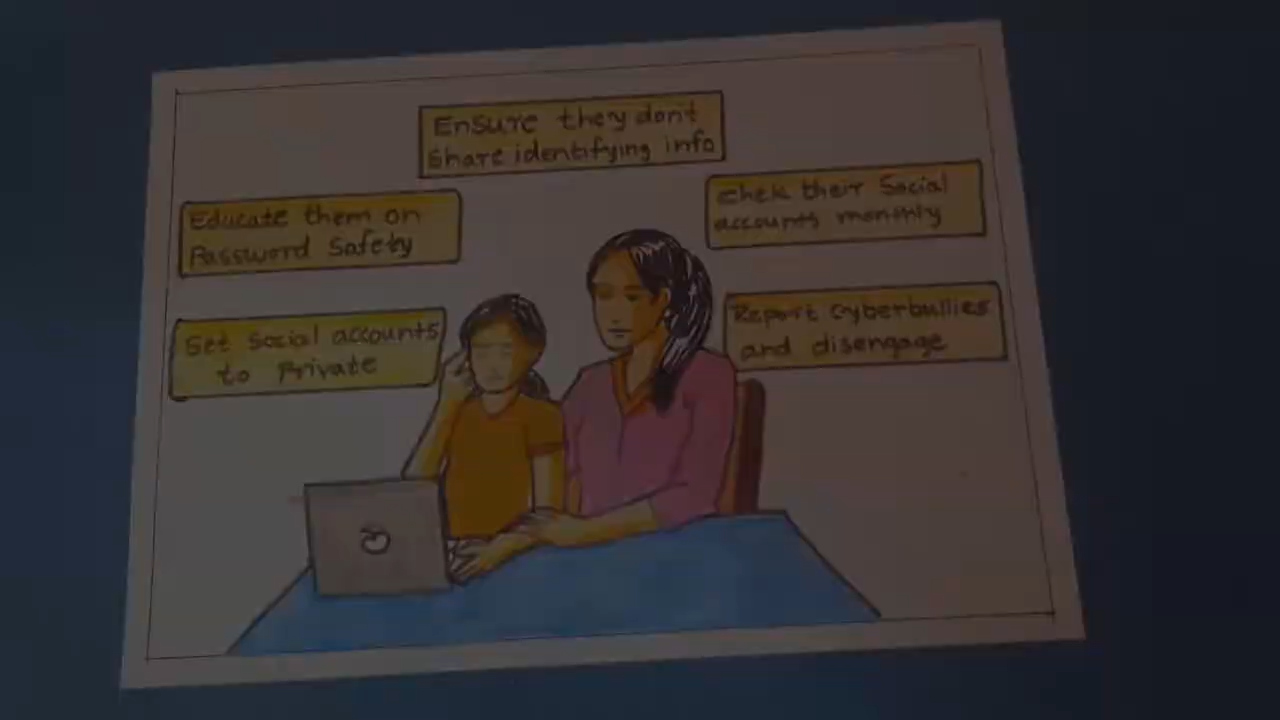 Ensure they don't
Share identifying info
Educate them on
Password Safety
Chek their Social
accounts monthly
Set Social accounts
to Private
Report Cyberbullies
and disengage